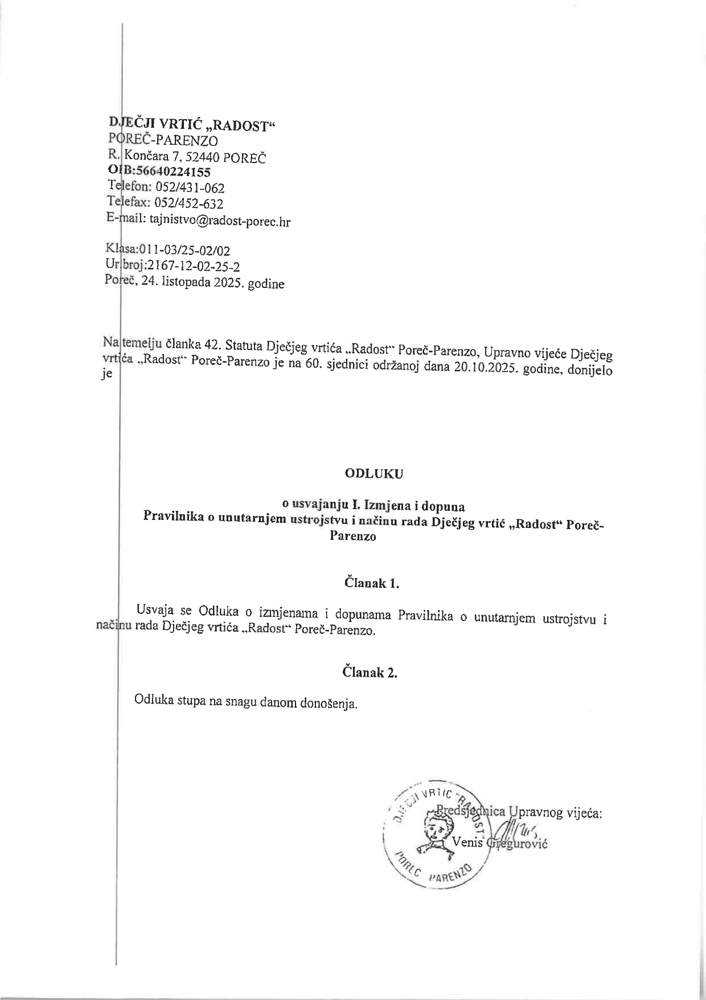 DJEČJI VRTIĆ „RADOST“
POREČ-PARENZO
R. Končara 7, 52440 POREČ
OIB:56640224155
Telefon: 052/431-062
Telefax: 052/452-632
E-mail: tajnistvo@radost-porec.hr
Klasa:011-03/25-02/02
Urbroj:2167-12-02-25-2
Poreč, 24. listopada 2025. godine
Na temelju članka 42. Statuta Dječjeg vrtića „Radost“ Poreč-Parenzo, Upravno vijeće Dječjeg
vrtića „Radost“ Poreč-Parenzo je na 60. sjednici održanoj dana 20.10.2025. godine, donijelo
je
ODLUKU
o usvajanju I. Izmjena i dopuna
Pravilnika o unutarnjem ustrojstvu i načinu rada Dječjeg vrtić „Radost“ Poreč-
Parenzo
Članak 1.
Usvaja se Odluka o izmjenama i dopunama Pravilnika o unutarnjem ustrojstvu i
načinu rada Dječjeg vrtića „Radost“ Poreč-Parenzo.
Članak 2.
Odluka stupa na snagu danom donošenja.
DJEČJI VRTIĆ "RADOST"
POREČ PARENZO
Predsjednica Upravnog vijeća:
Venis Gregurović